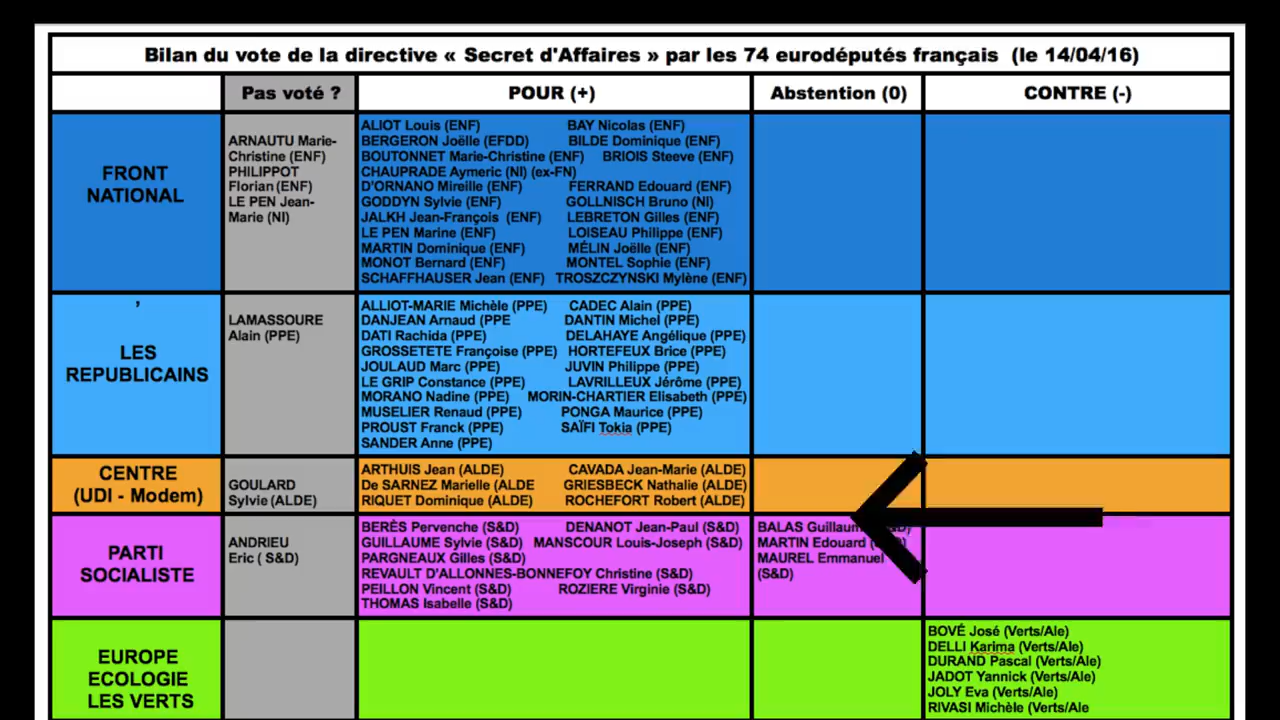 Bilan du vote de la directive « Secret d'Affaires » par les 74 eurodéputés français (le 14/04/16)
Pas voté ? POUR (+) Abstention (0) CONTRE (-)
FRONT
NATIONAL
ARNAUTU Marie-
Christine (ENF)
PHILIPPOT
Florian (ENF)
LE PEN Jean-
Marie (NI)
ALIOT Louis (ENF) BAY Nicolas (ENF)
BERGERON Joëlle (EFDD) BILDE Dominique (ENF)
BOUTONNET Marie-Christine (ENF) BRIOIS Steeve (ENF)
CHAUPRADE Aymeric (NI) (ex-FN)
D'ORNANO Mireille (ENF) FERRAND Edouard (ENF)
GODDYN Sylvie (ENF) GOLLNISCH Bruno (NI)
JALKH Jean-François (ENF) LEBRETON Gilles (ENF)
LE PEN Marine (ENF) LOISEAU Philippe (ENF)
MARTIN Dominique (ENF) MÉLIN Joëlle (ENF)
MONOT Bernard (ENF) MONTEL Sophie (ENF)
SCHAFFHAUSER Jean (ENF) TROSZCZYNSKI Mylène (ENF)
’
LES
REPUBLICAINS
LAMASSOURE
Alain (PPE)
ALLIOT-MARIE Michèle (PPE) CADEC Alain (PPE)
DANJEAN Arnaud (PPE DANTIN Michel (PPE)
DATI Rachida (PPE) DELAHAYE Angélique (PPE)
GROSSETETE Françoise (PPE) HORTEFEUX Brice (PPE)
JOULAUD Marc (PPE) JUVIN Philippe (PPE)
LE GRIP Constance (PPE) LAVRILLEUX Jérôme (PPE)
MORANO Nadine (PPE) MORIN-CHARTIER Elisabeth (PPE)
MUSELIER Renaud (PPE) PONGA Maurice (PPE)
PROUST Franck (PPE) SAÏFI Tokia (PPE)
SANDER Anne (PPE)
CENTRE
(UDI - Modem)
GOULARD
Sylvie (ALDE)
ARTHUIS Jean (ALDE) CAVADA Jean-Marie (ALDE)
De SARNEZ Marielle (ALDE GRIESBECK Nathalie (ALDE)
RIQUET Dominique (ALDE) ROCHEFORT Robert (ALDE)
PARTI
SOCIALISTE
ANDRIEU
Eric ( S&D)
BERÈS Pervenche (S&D) DENANOT Jean-Paul (S&D)
GUILLAUME Sylvie (S&D) MANSCOUR Louis-Joseph (S&D)
PARGNEAUX Gilles (S&D)
REVAULT D'ALLONNES-BONNEFOY Christine (S&D)
PEILLON Vincent (S&D) ROZIERE Virginie (S&D)
THOMAS Isabelle (S&D)
BALAS
MARTIN Edouard
MAUREL Emmanuel
(S&D)
EUROPE
ECOLOGIE
LES VERTS
BOVÉ José (Verts/Ale)
DELLI Karima (Verts/Ale)
DURAND Pascal (Verts/Ale)
JADOT Yannick (Verts/Ale)
JOLY Eva (Verts/Ale)
RIVASI Michèle (Verts/Ale